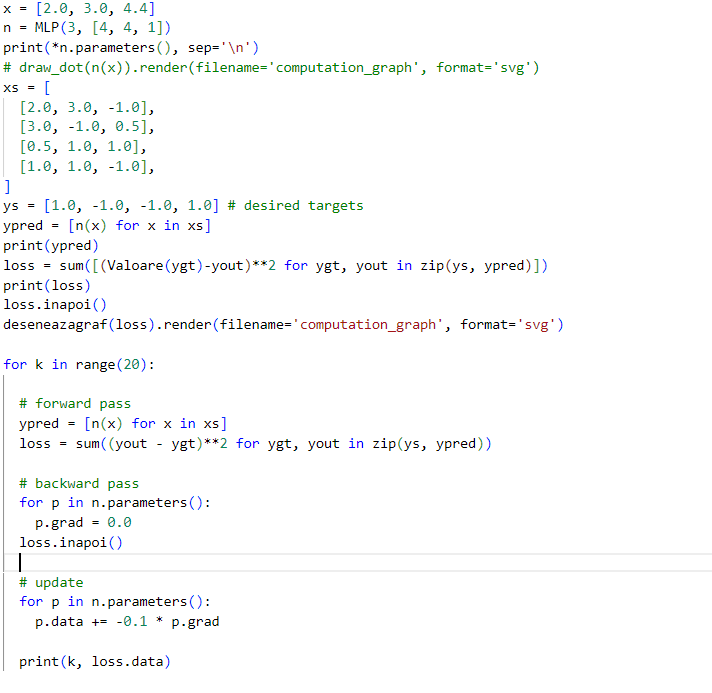 x = [2.0, 3.0, 4.4]
n = MLP(3, [4, 4, 1])
print(*n.parameters(), sep='\n')
# draw_dot(n(x)).render(filename='computation_graph', format='svg')
xs = [
  [2.0, 3.0, -1.0],
  [3.0, -1.0, 0.5],
  [0.5, 1.0, 1.0],
  [1.0, 1.0, -1.0],
]
ys = [1.0, -1.0, -1.0, 1.0] # desired targets
ypred = [n(x) for x in xs]
print(ypred)
loss = sum([(Valoare(ygt)-yout)**2 for ygt, yout in zip(ys, ypred)])
print(loss)
loss.inapoi()
deseneazagraf(loss).render(filename='computation_graph', format='svg')

for k in range(20):

  # forward pass
  ypred = [n(x) for x in xs]
  loss = sum((yout - ygt)**2 for ygt, yout in zip(ys, ypred))

  # backward pass
  for p in n.parameters():
    p.grad = 0.0
  loss.inapoi()

  # update
  for p in n.parameters():
    p.data += -0.1 * p.grad

  print(k, loss.data)